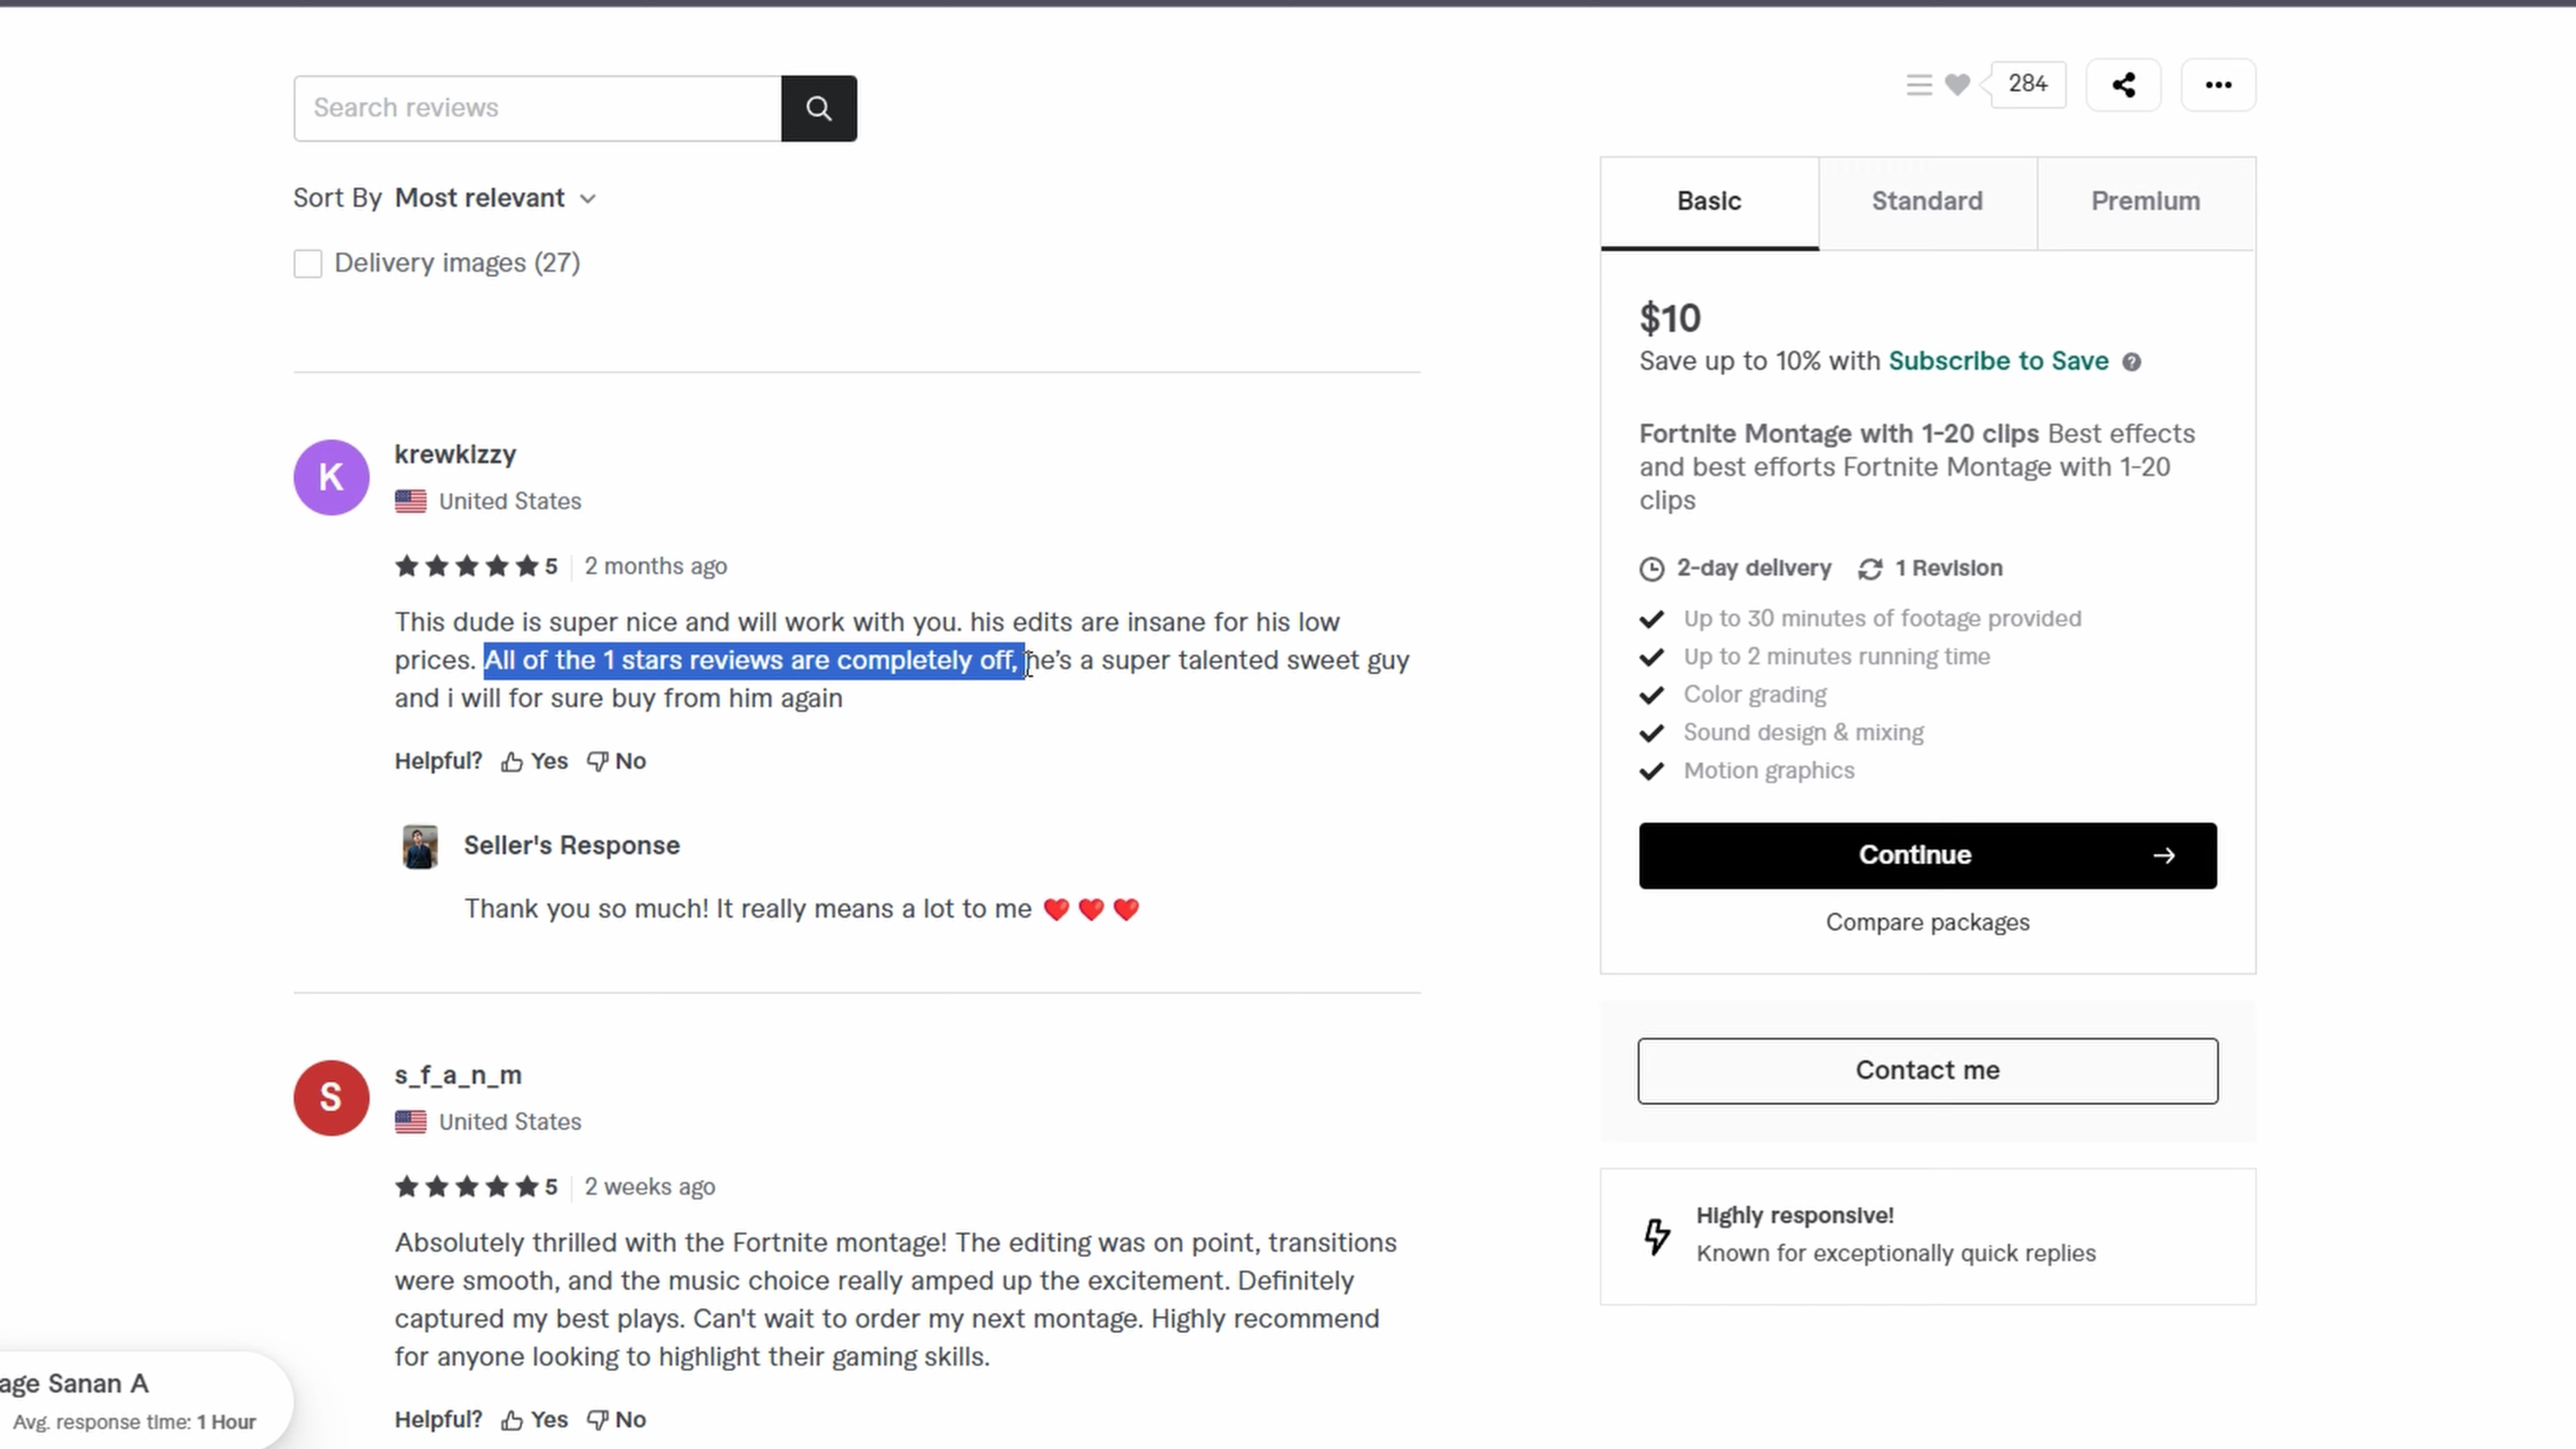 Search reviews
284
Sort By Most relevant
Delivery images (27)
krewkizzy
United States
5 2 months ago
This dude is super nice and will work with you. his edits are insane for his low
prices. All of the 1 stars reviews are completely off, he's a super talented sweet guy
and i will for sure buy from him again
Helpful? Yes No
Seller's Response
Thank you so much! It really means a lot to me ❤️❤️❤️
S
s_f_a_n_m
United States
5 2 weeks ago
Absolutely thrilled with the Fortnite montage! The editing was on point, transitions
were smooth, and the music choice really amped up the excitement. Definitely
captured my best plays. Can't wait to order my next montage. Highly recommend
for anyone looking to highlight their gaming skills.
Helpful? Yes No
K
age Sanan A
Avg. response time: 1 Hour
Basic Standard Premium
$10
Save up to 10% with Subscribe to Save
Fortnite Montage with 1-20 clips Best effects
and best efforts Fortnite Montage with 1-20
clips
2-day delivery 1 Revision
Up to 30 minutes of footage provided
Up to 2 minutes running time
Color grading
Sound design & mixing
Motion graphics
Continue
Compare packages
Contact me
Highly responsive!
Known for exceptionally quick replies